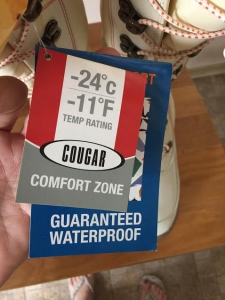 -24°C
-11°F
TEMP RATING
COUGAR
COMFORT ZONE
GUARANTEED
WATERPROOF